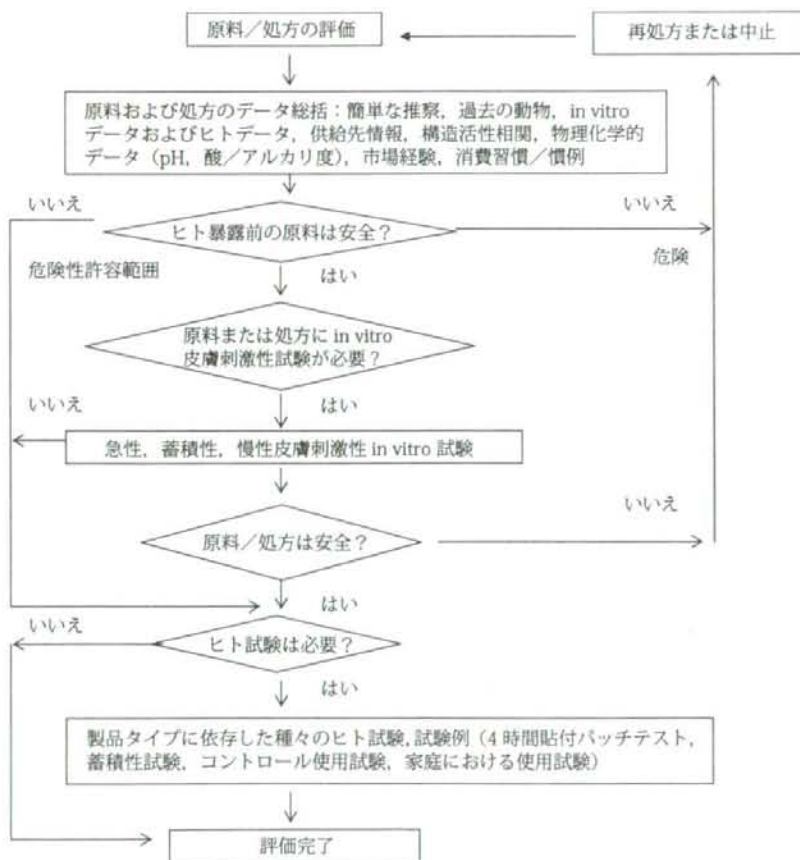 原料/処方の評価
再処方または中止
原料および処方のデータ総括:簡単な推察,過去の動物,in vitro
データおよびヒトデータ,供給先情報,構造活性相関,物理化学的
データ(pH,酸/アルカリ度),市場経験,消費習慣/慣例
いいえ
ヒト暴露前の原料は安全?
いいえ
危険性許容範囲
はい
危険
原料または処方に in vitro
皮膚刺激性試験が必要?
いいえ
はい
急性,蓄積性,慢性皮膚刺激性 in vitro 試験
いいえ
原料/処方は安全?
はい
いいえ
ヒト試験は必要?
はい
製品タイプに依存した種々のヒト試験,試験例(4時間貼付パッチテスト,
蓄積性試験,コントロール使用試験,家庭における使用試験)
評価完了